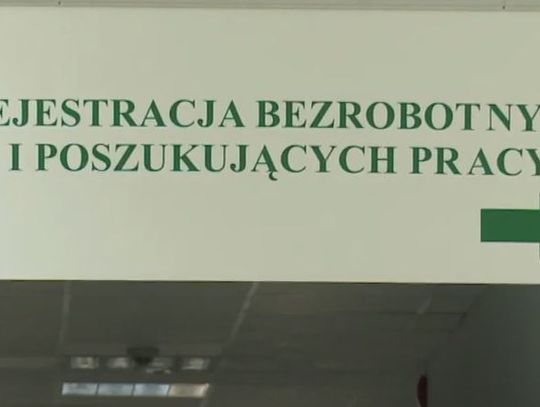 EJESTRACJA BEZROBOTNY
I POSZUKUJĄCYCH PRACY